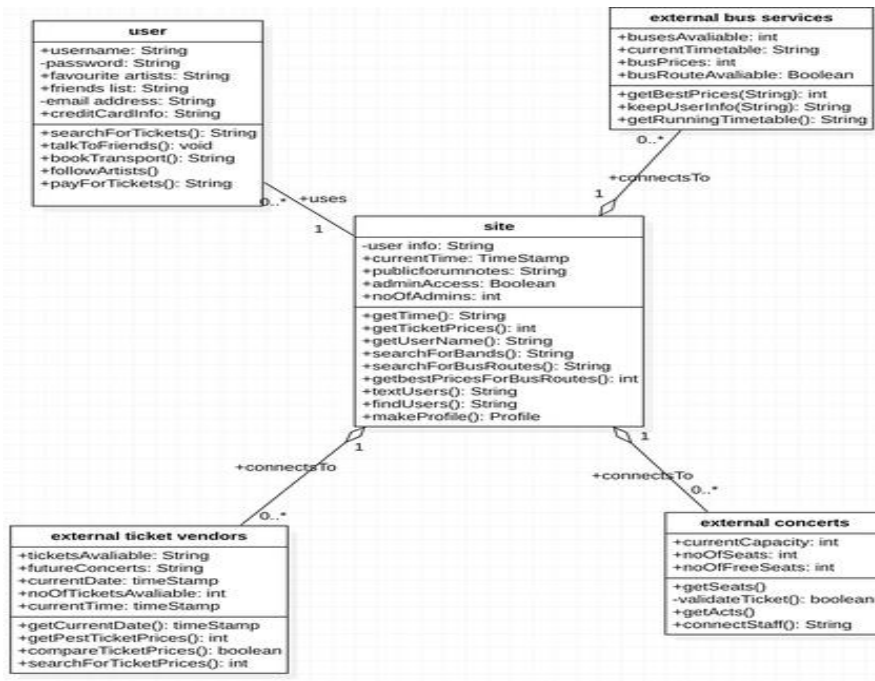 user
+username: String
-password: String
+favourite artists: String
+friends list: String
-email address: String
+creditCardInfo: String
+searchForTickets(): String
+talkToFriends(): void
+bookTransport(): String
+followArtists()
+payForTickets(): String
external bus services
+busesAvaliable: int
+currentTimetable: String
+busPrices: int
+busRouteAvaliable: Boolean
+getBestPrices(String): int
+keepUserInfo(String): String
+getRunningTimetable(): String
0..*
+connectsTo
1
0..*
+uses
1
site
-user info: String
+currentTime: TimeStamp
+publicforumnotes: String
+adminAccess: Boolean
+noOfAdmins: int
+getTime(): String
+getTicketPrices(): int
+getUserName(): String
+searchForBands(): String
+searchForBusRoutes(): String
+getbestPricesForBusRoutes(): int
+textUsers(): String
+findUsers(): String
+makeProfile(): Profile
1
+connectsTo
0..*
1
+connectsTo
0..*
external ticket vendors
+ticketsAvaliable: String
+futureConcerts: String
+currentDate: timeStamp
+noOfTicketsAvaliable: int
+currentTime: timeStamp
+getCurrentDate(): timeStamp
+getPestTicketPrices(): int
+compareTicketPrices(): boolean
+searchForTicketPrices(): int
external concerts
+currentCapacity: int
+noOfSeats: int
+noOfFreeSeats: int
+getSeats()
-validateTicket(): boolean
+getActs()
+connectStaff(): String